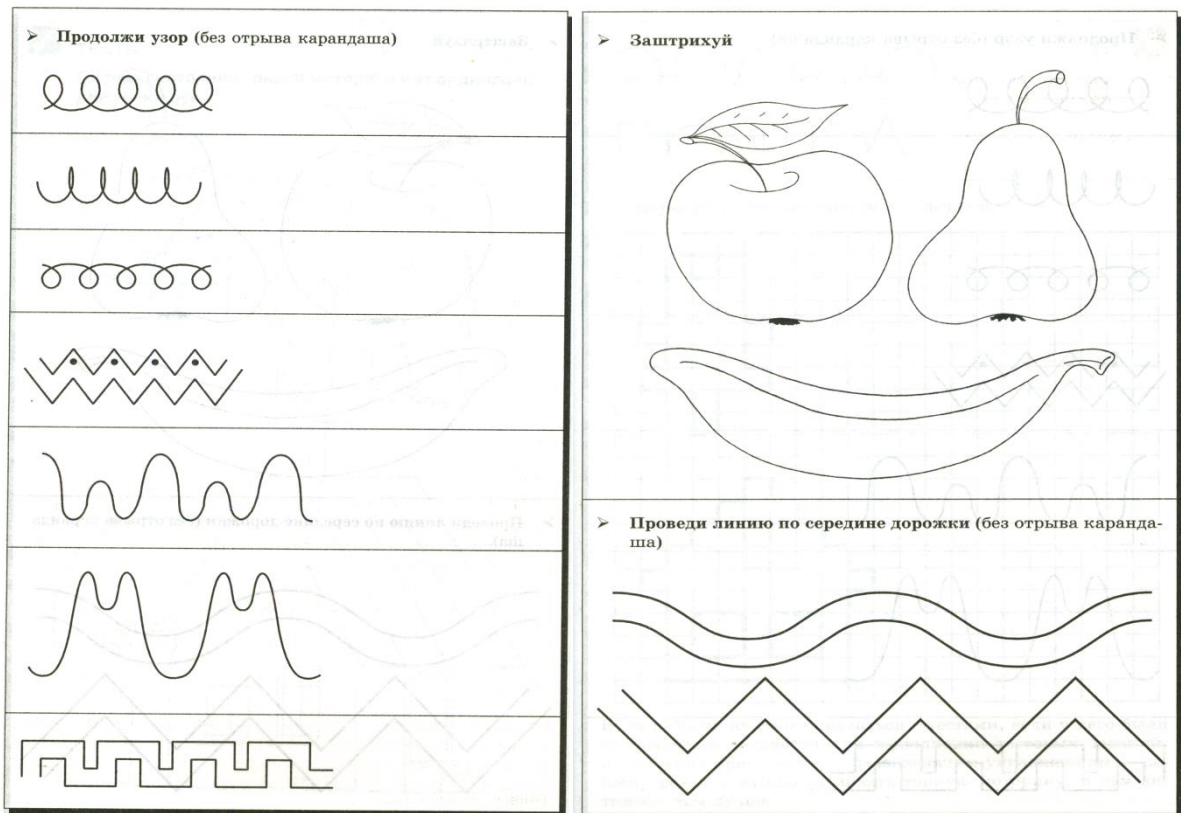 ➢ Продолжи узор (без отрыва карандаша)
➢ Заштрихуй
➢ Проведи линию по середине дорожки (без отрыва каранда-
ша)